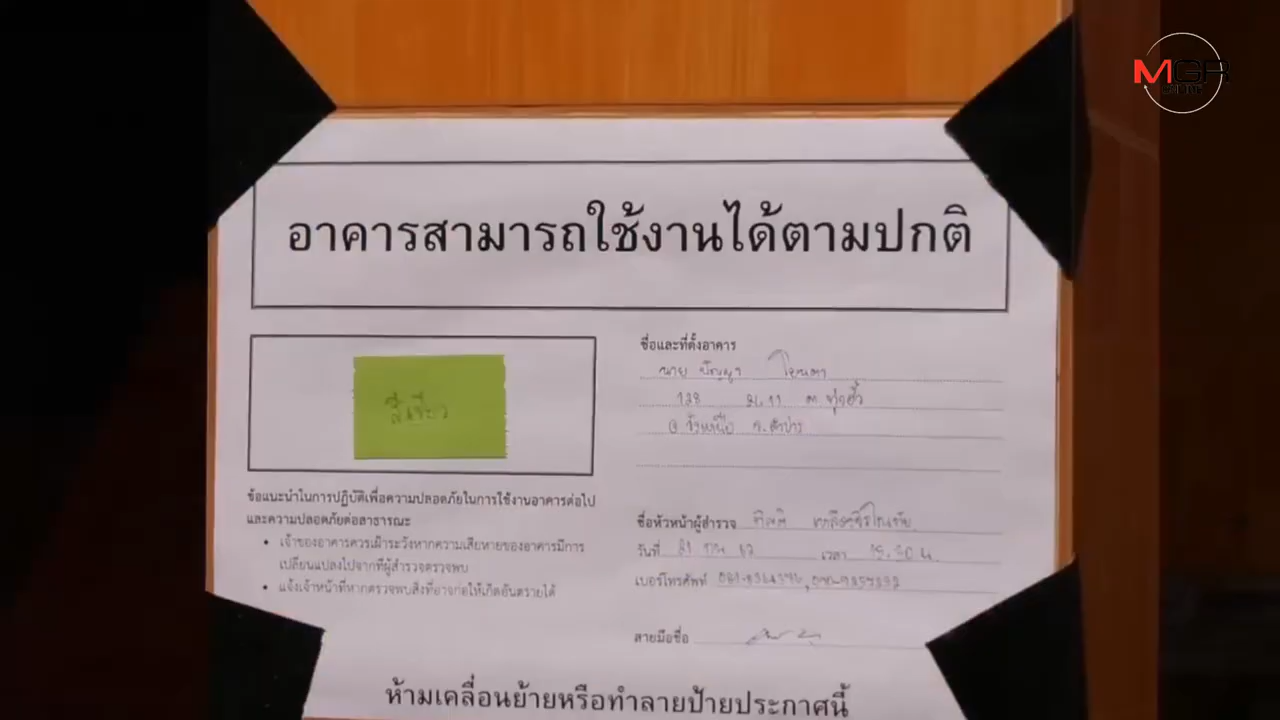 MGR
อาคารสามารถใช้งานได้ตามปกติ
สีเขียว
ข้อแนะนำในการปฏิบัติเพื่อความปลอดภัยในการใช้งานอาคารต่อไป
และความปลอดภัยต่อสาธารณะ
เจ้าของอาคารควรเฝ้าระวังหากความเสียหายของอาคารมีการ
เปลี่ยนแปลงไปจากที่ผู้สำรวจตรวจพบ
แจ้งเจ้าหน้าที่หากตรวจพบสิ่งที่อาจก่อให้เกิดอันตรายได้
ชื่อและที่ตั้งอาคาร
นาย ปัญญา
128
ชื่อหัวหน้าผู้สำรวจ
วันที่ 21 62 เวลา
เบอร์โทรศัพท์
สายมือชื่อ
ห้ามเคลื่อนย้ายหรือทำลายป้ายประกาศนี้